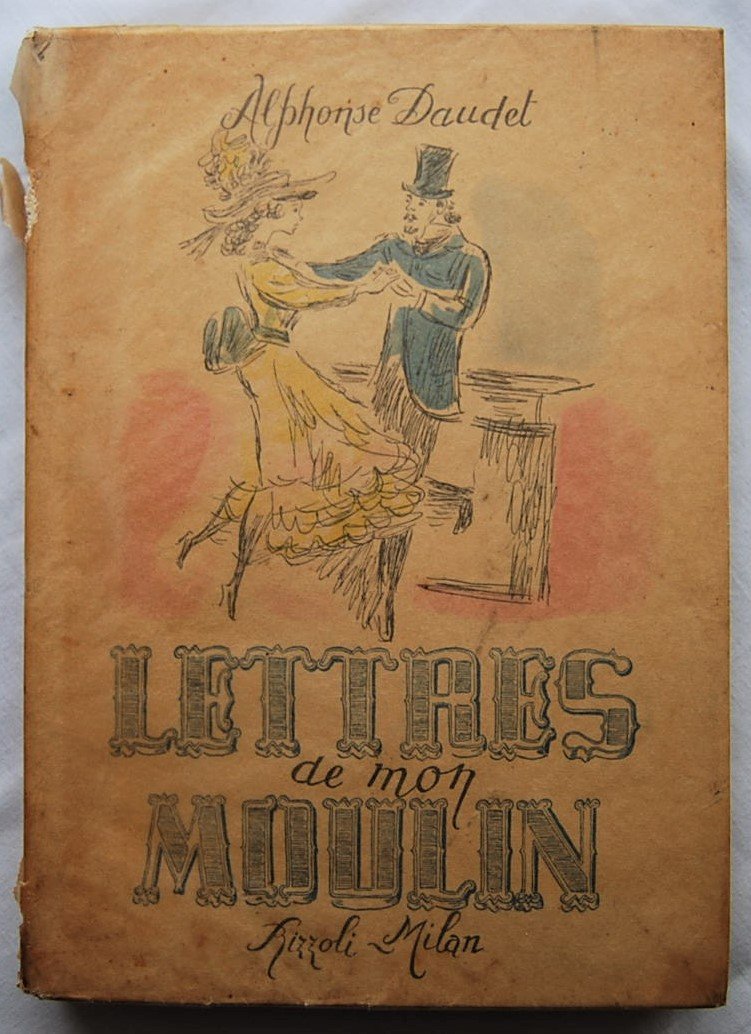 Alphonse Daudet
LETTRES
de mon
MOULIN
Rizzoli - Milan